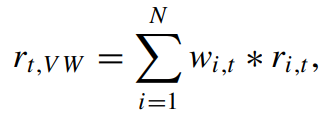 r_{t,VW} = \sum_{i=1}^{N} w_{i,t} * r_{i,t},